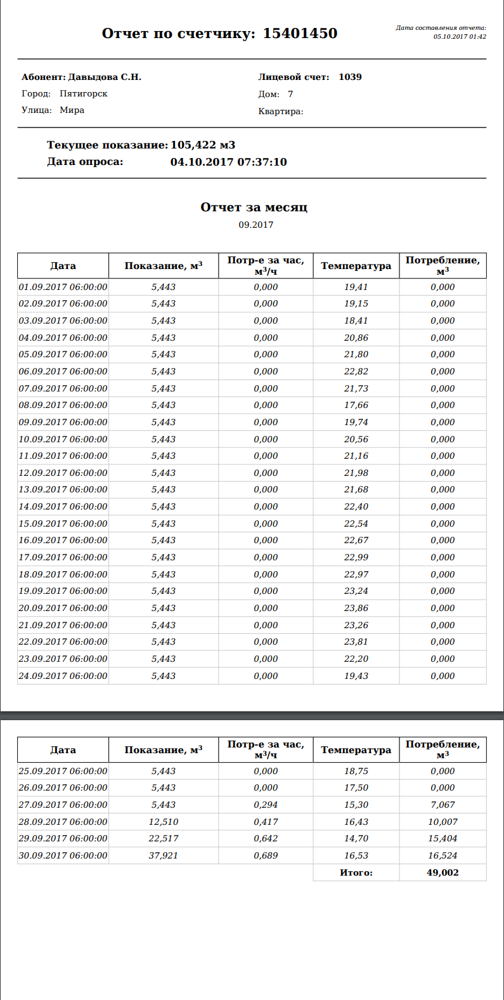 Отчет по счетчику: 15401450
Дата составления отчета:
05.10.2017 01:42
Абонент: Давыдова С.Н.
Лицевой счет: 1039
Город: Пятигорск
Дом: 7
Улица: Мира
Квартира:
Текущее показание: 105,422 м3
Дата опроса: 04.10.2017 07:37:10
Отчет за месяц
09.2017
Дата Показание, м³ Потр-е за час, м³/ч Температура Потребление, м³
01.09.2017 06:00:00 5,443 0,000 19,41 0,000
02.09.2017 06:00:00 5,443 0,000 19,15 0,000
03.09.2017 06:00:00 5,443 0,000 18,41 0,000
04.09.2017 06:00:00 5,443 0,000 20,86 0,000
05.09.2017 06:00:00 5,443 0,000 21,80 0,000
06.09.2017 06:00:00 5,443 0,000 22,82 0,000
07.09.2017 06:00:00 5,443 0,000 21,73 0,000
08.09.2017 06:00:00 5,443 0,000 17,66 0,000
09.09.2017 06:00:00 5,443 0,000 19,74 0,000
10.09.2017 06:00:00 5,443 0,000 20,56 0,000
11.09.2017 06:00:00 5,443 0,000 21,16 0,000
12.09.2017 06:00:00 5,443 0,000 21,98 0,000
13.09.2017 06:00:00 5,443 0,000 21,68 0,000
14.09.2017 06:00:00 5,443 0,000 22,40 0,000
15.09.2017 06:00:00 5,443 0,000 22,54 0,000
16.09.2017 06:00:00 5,443 0,000 22,67 0,000
17.09.2017 06:00:00 5,443 0,000 22,99 0,000
18.09.2017 06:00:00 5,443 0,000 22,97 0,000
19.09.2017 06:00:00 5,443 0,000 23,24 0,000
20.09.2017 06:00:00 5,443 0,000 23,86 0,000
21.09.2017 06:00:00 5,443 0,000 23,26 0,000
22.09.2017 06:00:00 5,443 0,000 23,81 0,000
23.09.2017 06:00:00 5,443 0,000 22,20 0,000
24.09.2017 06:00:00 5,443 0,000 19,43 0,000
Дата Показание, м³ Потр-е за час, м³/ч Температура Потребление, м³
25.09.2017 06:00:00 5,443 0,000 18,75 0,000
26.09.2017 06:00:00 5,443 0,000 17,50 0,000
27.09.2017 06:00:00 5,443 0,294 15,30 7,067
28.09.2017 06:00:00 12,510 0,417 16,43 10,007
29.09.2017 06:00:00 22,517 0,642 14,70 15,404
30.09.2017 06:00:00 37,921 0,689 16,53 16,524
Итого: 49,002